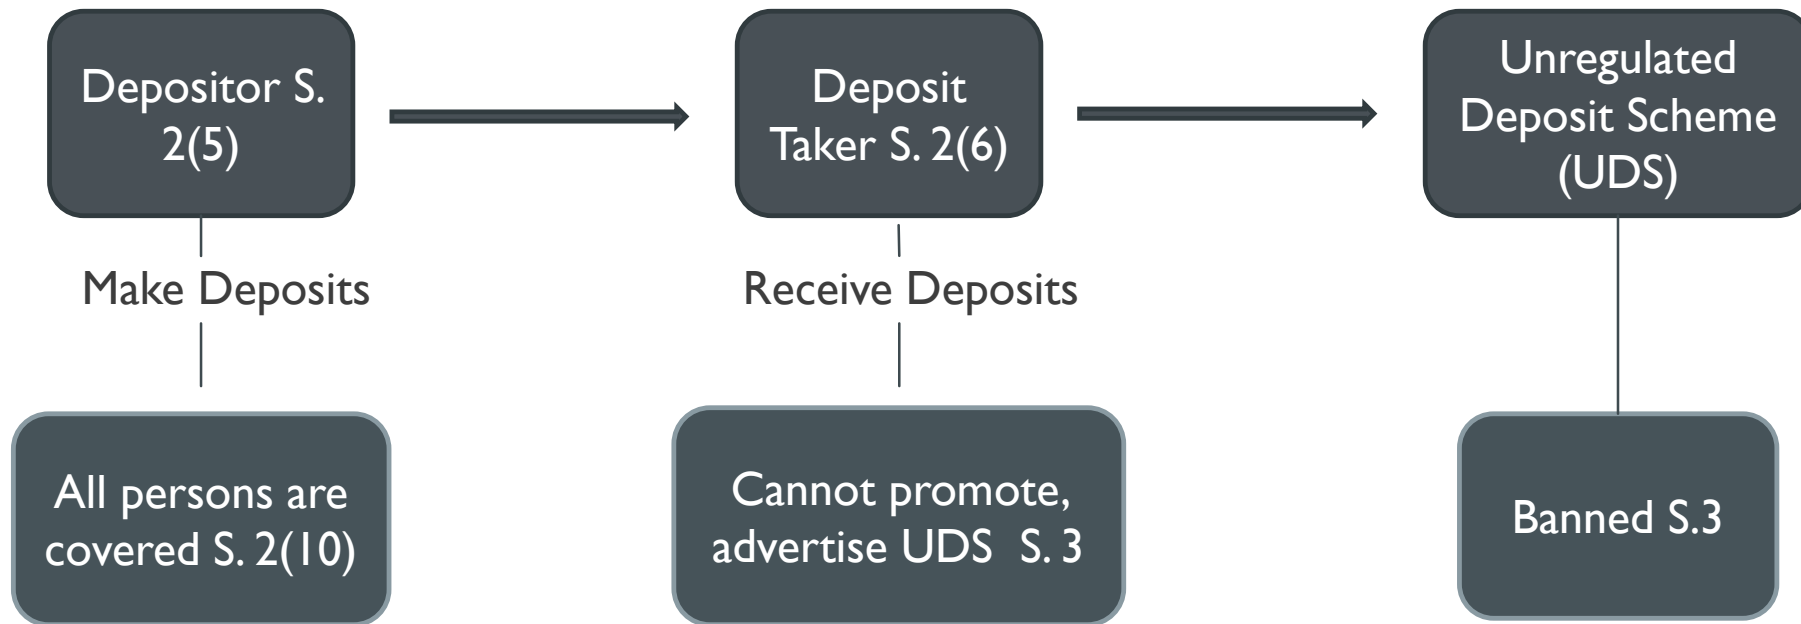 Depositor S.
2(5)
Deposit
Taker S. 2(6)
Unregulated
Deposit Scheme
(UDS)
Make Deposits
Receive Deposits
All persons are
covered S. 2(10)
Cannot promote,
advertise UDS S. 3
Banned S.3